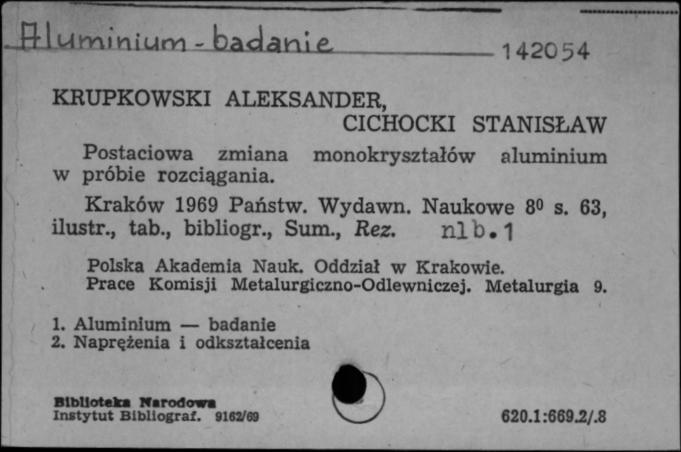 Aluminium - badanie
142054
KRUPKOWSKI ALEKSANDER,
CICHOCKI STANISŁAW
Postaciowa zmiana monokryształów aluminium
w próbie rozciągania.
Kraków 1969 Państw. Wydawn. Naukowe 8⁰ s. 63,
ilustr., tab., bibliogr., Sum., Rez. nlb.1
Polska Akademia Nauk. Oddział w Krakowie.
Prace Komisji Metalurgiczno-Odlewniczej. Metalurgia 9.
1. Aluminium — badanie
2. Naprężenia i odkształcenia
Biblioteka Narodowa
Instytut Bibliograf. 9162/69
620.1:669.2/.8